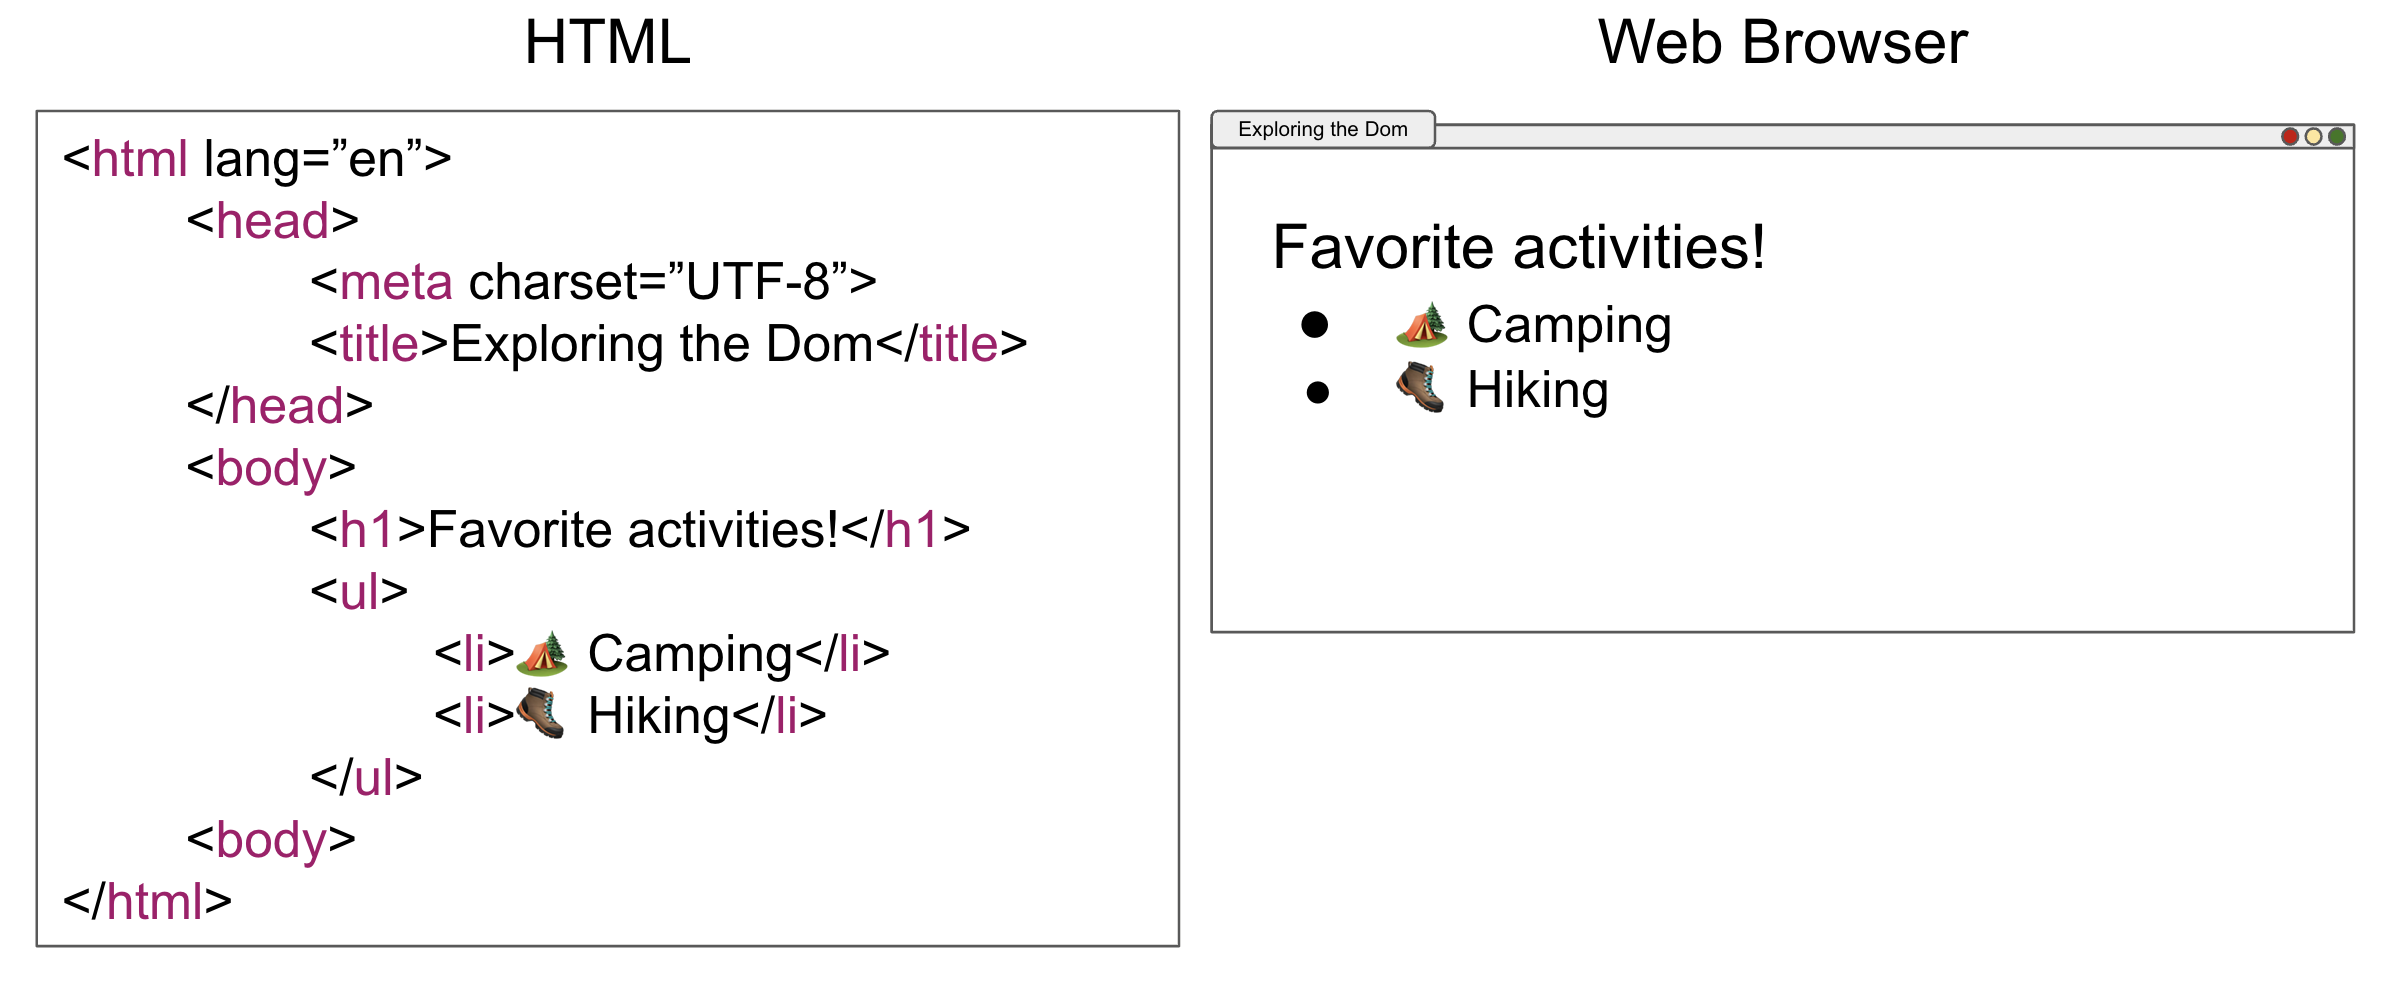 HTML
<html lang=”en”>
<head>
<meta charset=”UTF-8”>
<title>Exploring the Dom</title>
</head>
<body>
<h1>Favorite activities!</h1>
<ul>
<li>🏕️ Camping</li>
<li>🥾 Hiking</li>
</ul>
<body>
</html>
Web Browser
Exploring the Dom
Favorite activities!
● 🏕️ Camping
● 🥾 Hiking